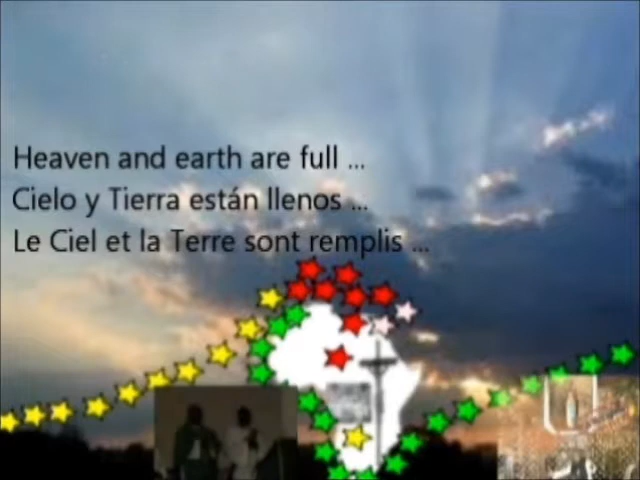 Heaven and earth are full ...
Cielo y Tierra están llenos ...
Le Ciel et la Terre sont remplis ...